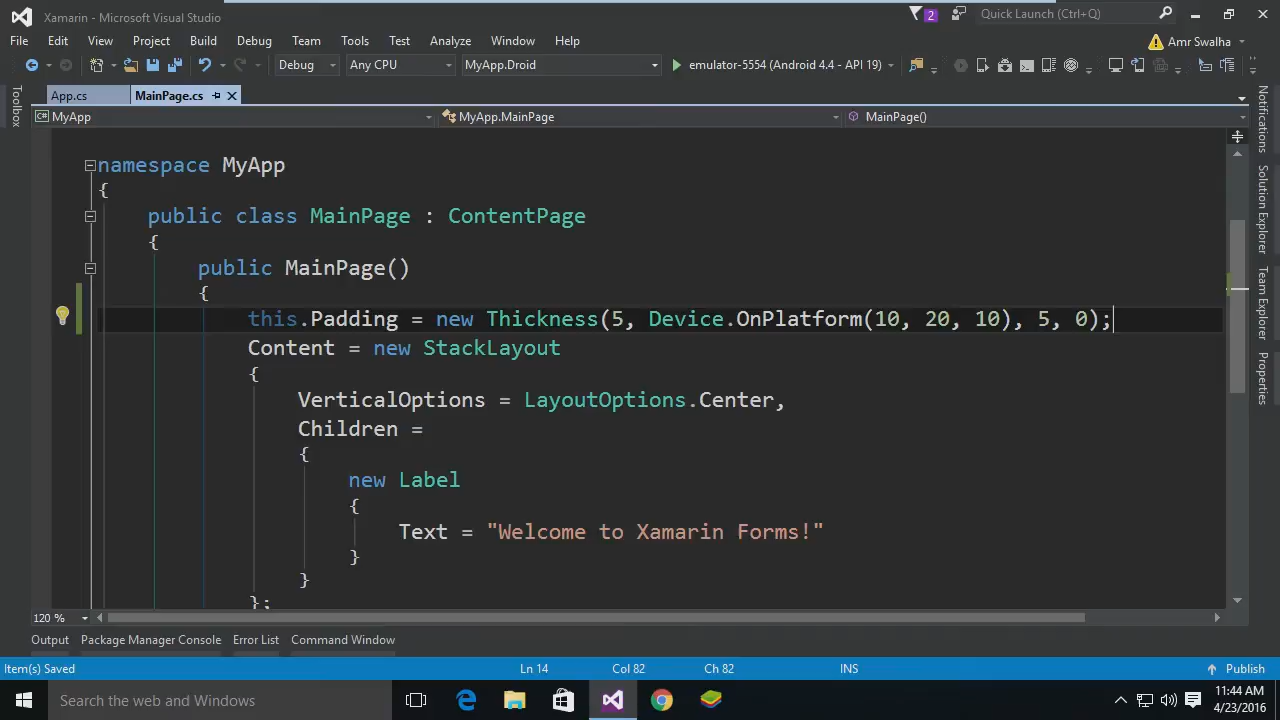 Xamarin - Microsoft Visual Studio
2
Quick Launch (Ctrl+Q)
File Edit View Project Build Debug Team Tools Test Analyze Window Help
Amr Swalha
Debug Any CPU MyApp.Droid emulator-5554 (Android 4.4 - API 19)
App.cs MainPage.cs
MyApp MyApp.MainPage MainPage()
Toolbox
Notifications
Solution Explorer
Team Explorer
Properties
namespace MyApp
{
public class MainPage : ContentPage
{
public MainPage()
{
this.Padding = new Thickness(5, Device.OnPlatform(10, 20, 10), 5, 0);
Content = new StackLayout
{
VerticalOptions = LayoutOptions.Center,
Children =
{
new Label
{
Text = "Welcome to Xamarin Forms!"
}
}
};
120 %
Output Package Manager Console Error List Command Window
Item(s) Saved Ln 14 Col 82 Ch 82 INS Publish
Search the web and Windows
11:44 AM
4/23/2016